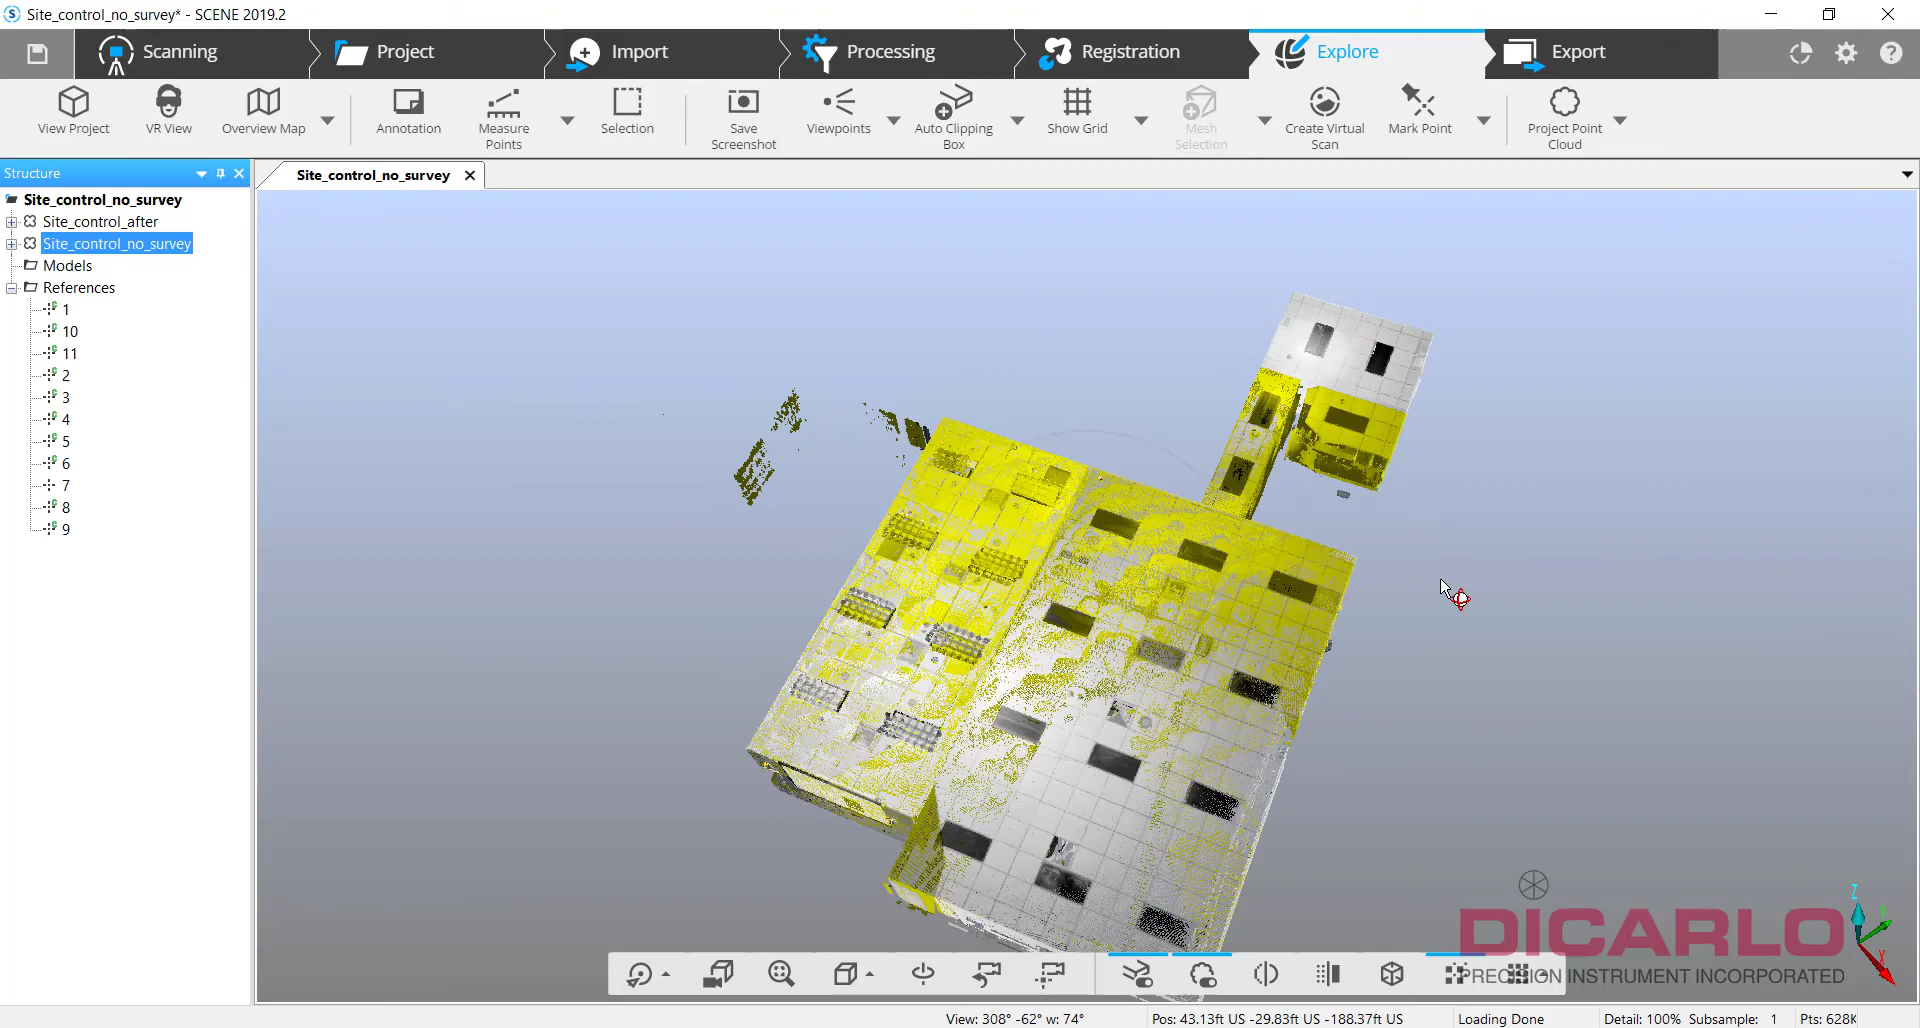 Site_control_no_survey* - SCENE 2019.2
Scanning
Project
Import
Processing
Registration
Explore
Export
View Project
VR View
Overview Map
Annotation
Measure Points
Selection
Save Screenshot
Viewpoints
Auto Clipping Box
Show Grid
Mesh Selection
Create Virtual Scan
Mark Point
Project Point Cloud
Structure
Site_control_no_survey
Site_control_no_survey
Site_control_after
Site_control_no_survey
Models
References
1
10
11
2
3
4
5
6
7
8
9
Z
Y
X
DICARLO
PRECISION INSTRUMENT INCORPORATED
View: 308° -62° w: 74°
Pos: 43.13ft US -29.83ft US -188.37ft US
Loading Done
Detail: 100%
Subsample: 1
Pts: 628K